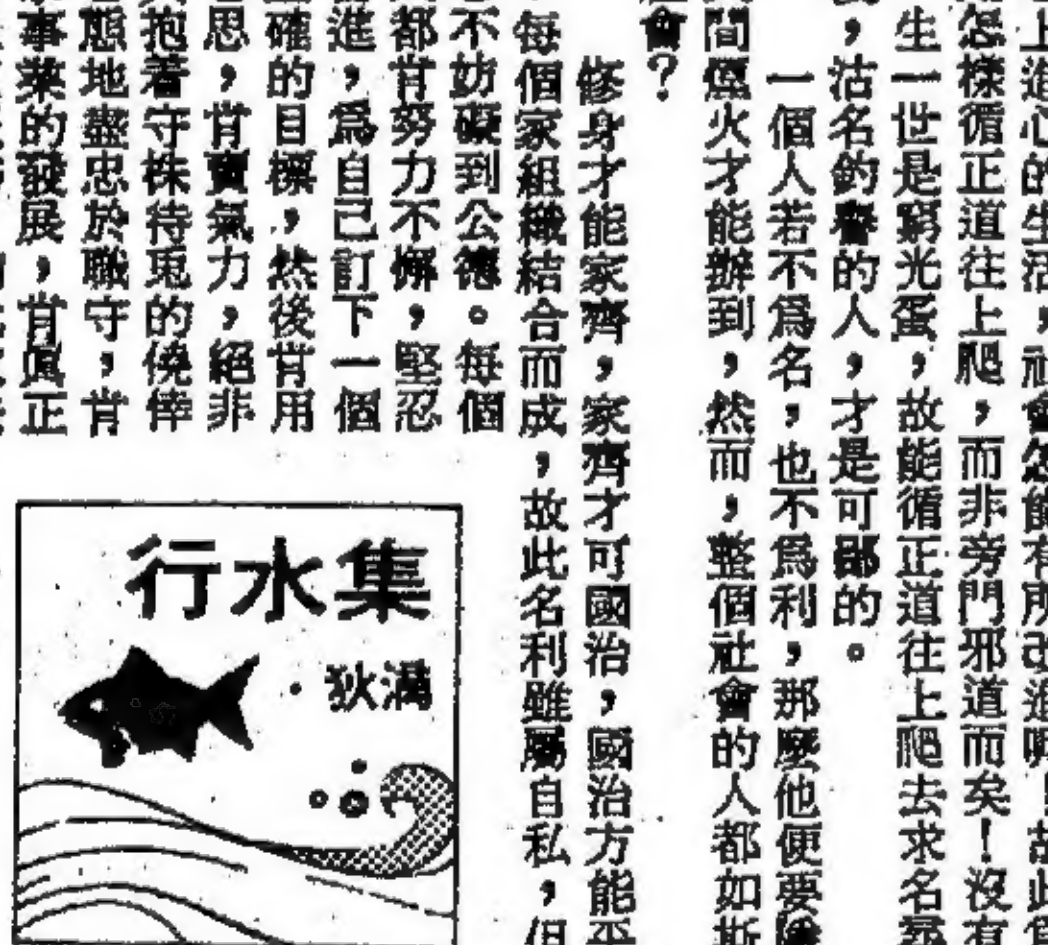 上進心的生活，社會怎能有所改進呢！故此
怎樣循正道往上爬，而非旁門邪道而矣！沒有
生一世是窮光蛋，故能循正道往上爬去求名尋
，沽名釣譽的人，才是可鄙的。
一個人若不爲名，也不爲利，那麼他便要
間煙火才能辦到，然而，整個社會的人都如斯
會？
修身才能家齊，家齊才可國治，國治方能平
每個家組織結合而成，故此名利雖屬自私，但
不妨礙到公德。每個
都肯努力不懈，堅忍
進，爲自己訂下一個
確的目標，然後肯用
思，肯賣氣力，絕非
抱着守株待兎的僥倖
態地盡忠於職守，肯
事業的發展，肯眞正
行水集
狄渦